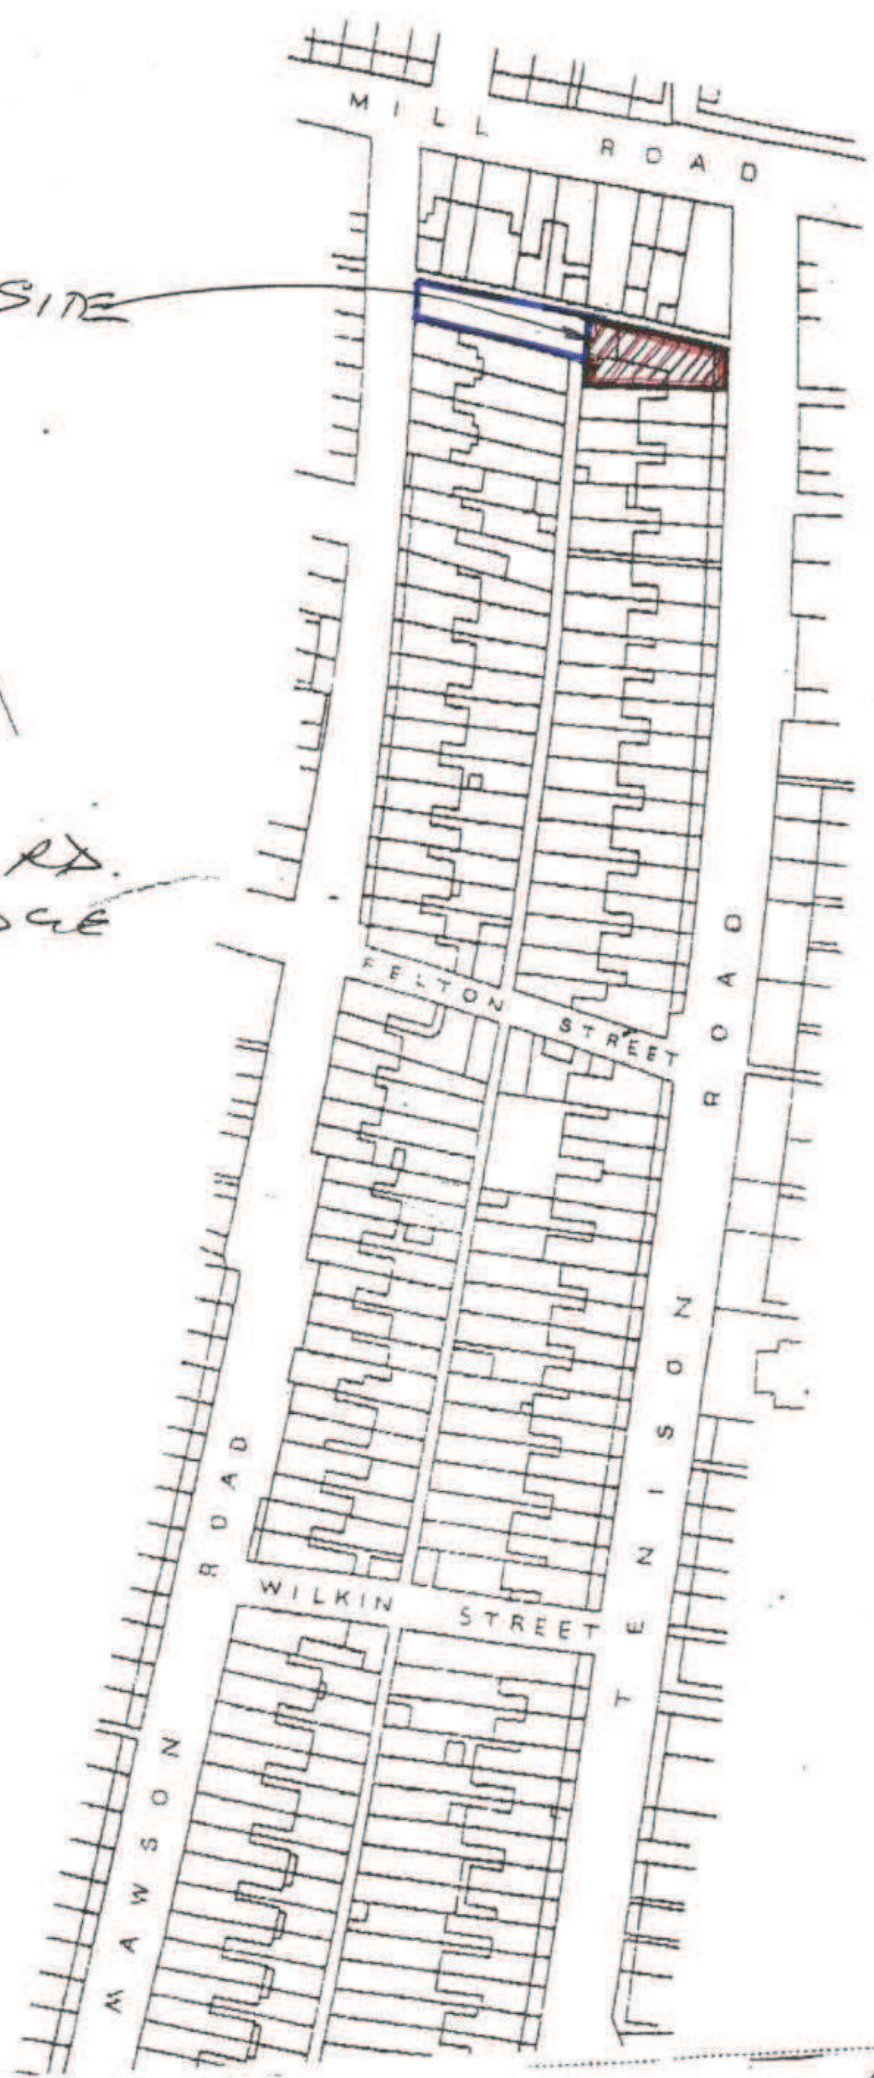 MILL ROAD
SITE
RD.
FELTON STREET
WILKIN STREET
TENISON ROAD
MAWSON ROAD